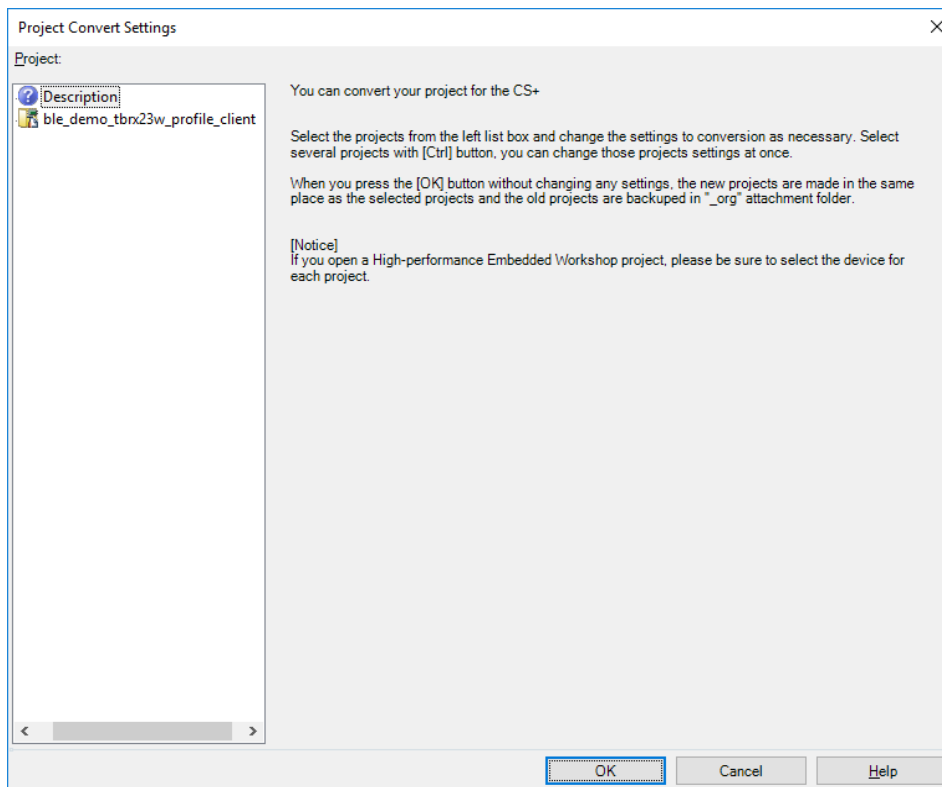 Project Convert Settings
Project:
Description
ble_demo_tbrx23w_profile_client
You can convert your project for the CS+
Select the projects from the left list box and change the settings to conversion as necessary. Select
several projects with [Ctrl] button, you can change those projects settings at once.
When you press the [OK] button without changing any settings, the new projects are made in the same
place as the selected projects and the old projects are backuped in "_org" attachment folder.
[Notice]
If you open a High-performance Embedded Workshop project, please be sure to select the device for
each project.
OK
Cancel
Help